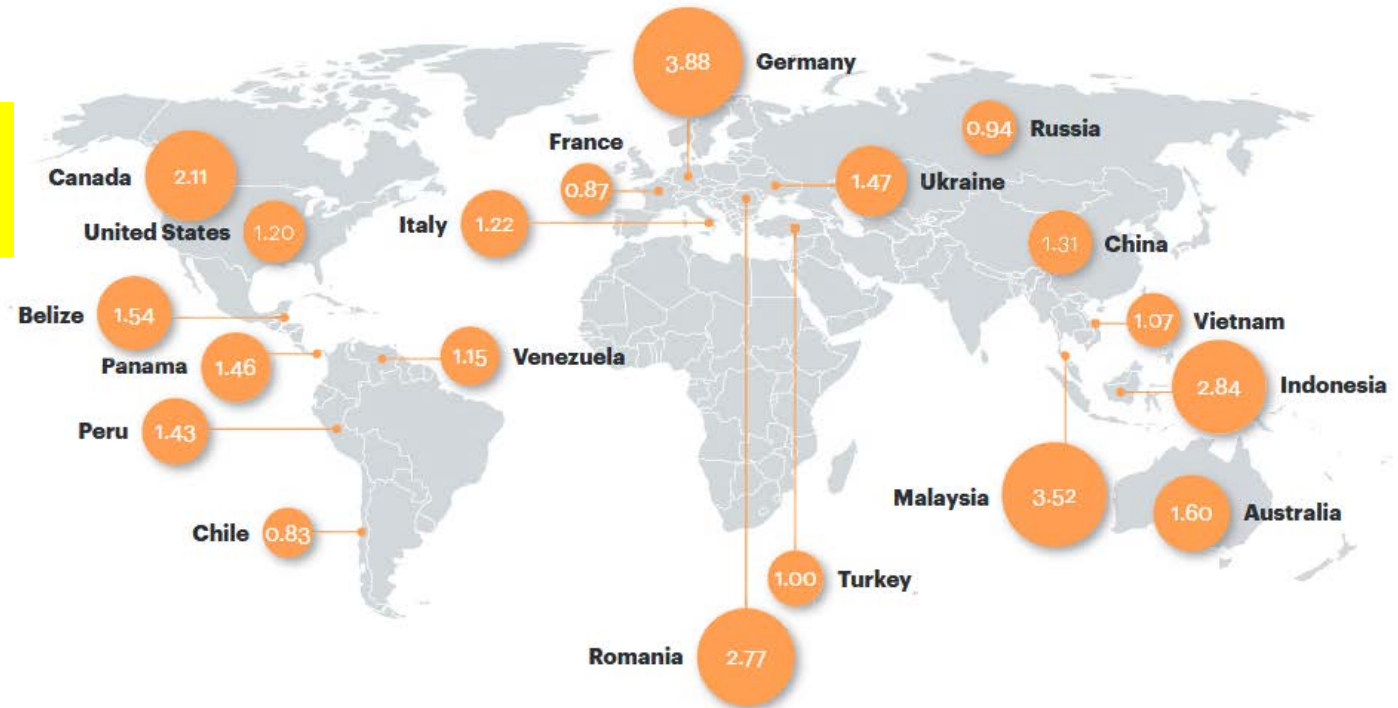 3.88 Germany
0.94 Russia
France
Canada 2.11
0.87
1.47 Ukraine
Italy 1.22
United States 1.20
1.31 China
Belize 1.54
1.07 Vietnam
Panama 1.46
1.15 Venezuela
2.84 Indonesia
Peru 1.43
Malaysia 3.52
1.60 Australia
Chile 0.83
1.00 Turkey
Romania 2.77